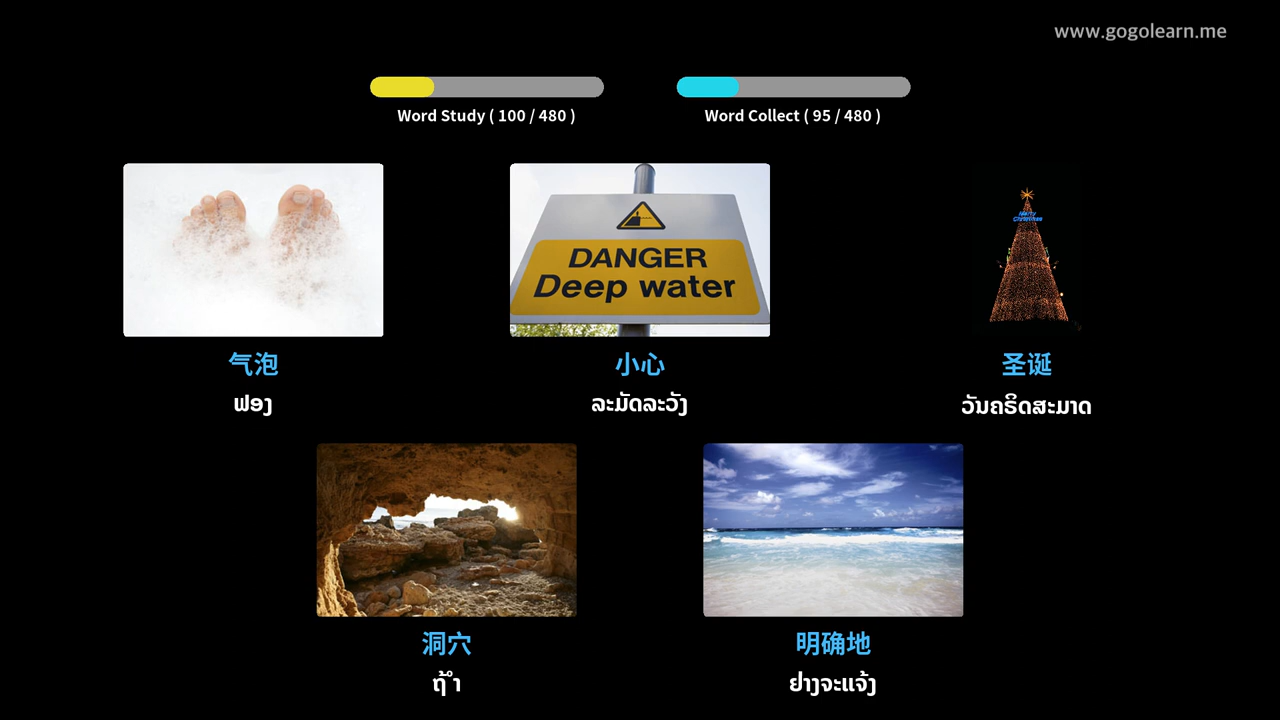 www.gogolearn.me
Word Study ( 100 / 480 )
Word Collect ( 95 / 480 )
DANGER
Deep water
Merry
Christmas
气泡
小心
圣诞
ຟອງ
ລະມັດລະວັງ
ວັນຄຣິດສະມາດ
洞穴
明确地
ຖ້ຳ
ຢ່າງຈະແຈ້ງ